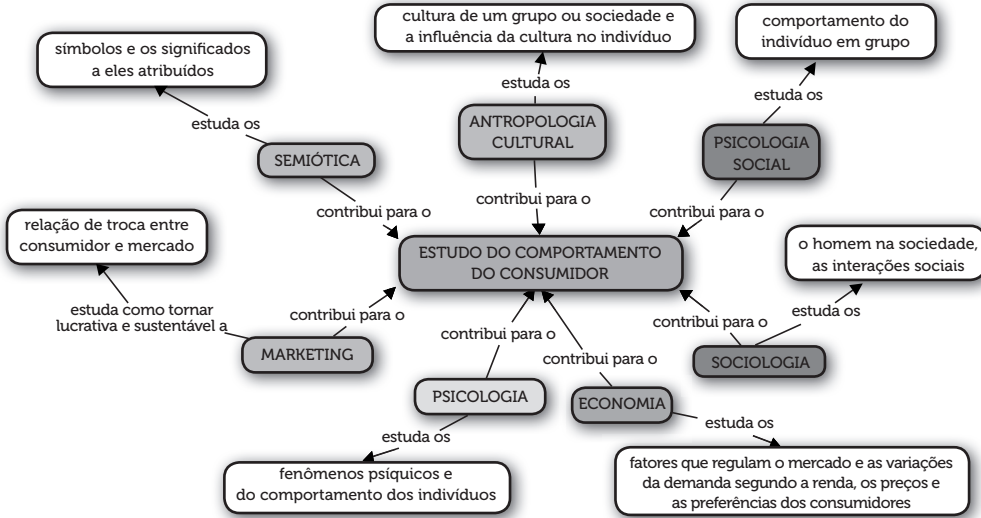 cultura de um grupo ou sociedade e
a influência da cultura no indivíduo
comportamento do
indivíduo em grupo
símbolos e os significados
a eles atribuídos
estuda os
estuda os
estuda os
ANTROPOLOGIA
CULTURAL
PSICOLOGIA
SOCIAL
SEMIÓTICA
contribui para o
contribui para o
contribui para o
relação de troca entre
consumidor e mercado
ESTUDO DO COMPORTAMENTO
DO CONSUMIDOR
o homem na sociedade,
as interações sociais
estuda como tornar
lucrativa e sustentável a
contribui para o
contribui para o
contribui para o
estuda os
MARKETING
contribui para o
SOCIOLOGIA
PSICOLOGIA
ECONOMIA
estuda os
estuda os
fenômenos psíquicos e
do comportamento dos indivíduos
fatores que regulam o mercado e as variações
da demanda segundo a renda, os preços e
as preferências dos consumidores